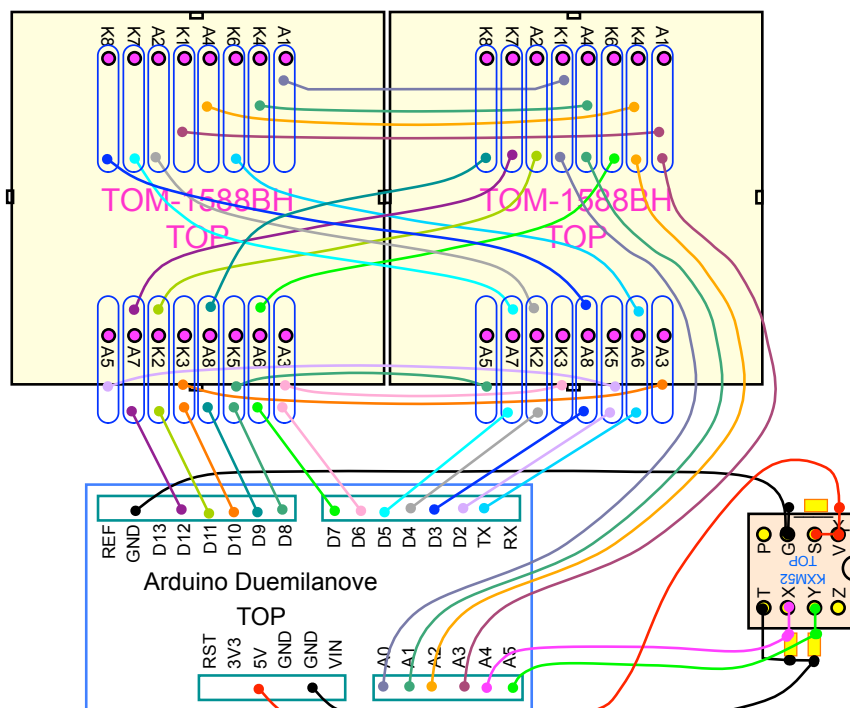 K8 K7 A2 K1 A4 K6 K4 A1
K8 K7 A2 K1 A4 K6 K4 A1
TOM-1588BH
TOP
TOM-1588BH
TOP
A5 A7 K2 K3 A8 K5 A6 A3
A5 A7 K2 K3 A8 K5 A6 A3
REF GND D13 D12 D11 D10 D9 D8
D7 D6 D5 D4 D3 D2 TX RX
Arduino Duemilanove
TOP
RST 3V3 5V GND GND VIN
A0 A1 A2 A3 A4 A5
P G S V
KXM52
TOP
T X Y Z